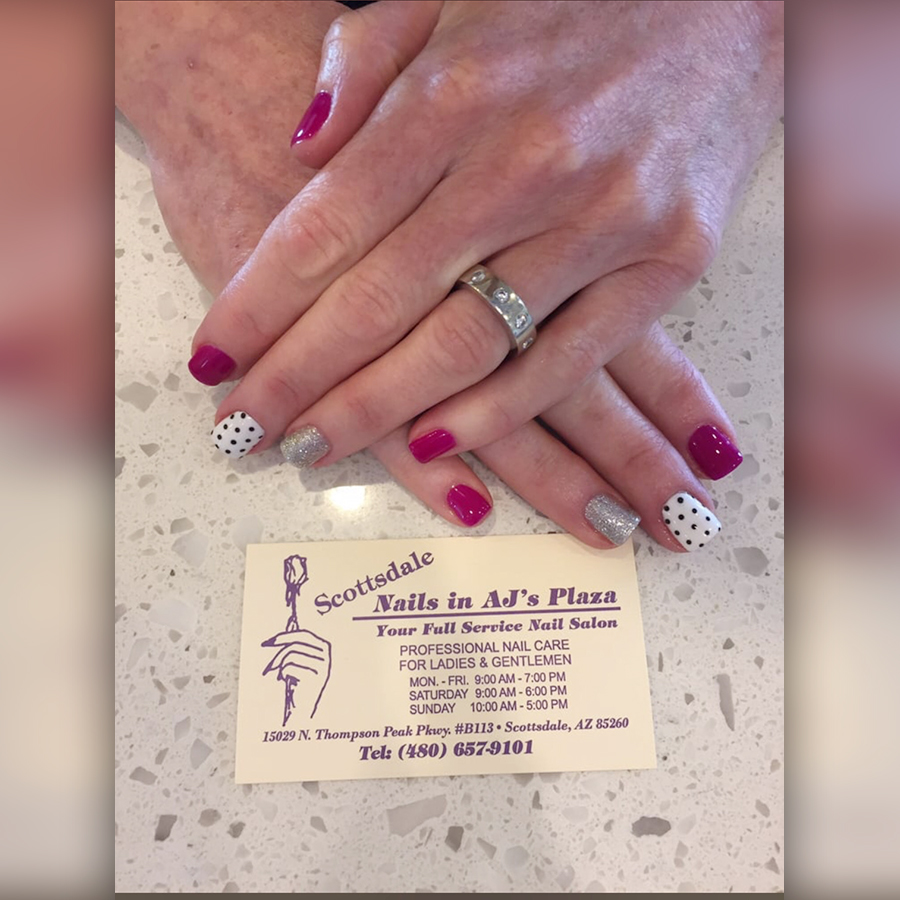 Scottsdale
Nails in AJ's Plaza
Your Full Service Nail Salon
PROFESSIONAL NAIL CARE
FOR LADIES & GENTLEMEN
MON. - FRI. 9:00 AM - 7:00 PM
SATURDAY 9:00 AM - 6:00 PM
SUNDAY 10:00 AM - 5:00 PM
15029 N. Thompson Peak Pkwy. #B113 • Scottsdale, AZ 85260
Tel: (480) 657-9101